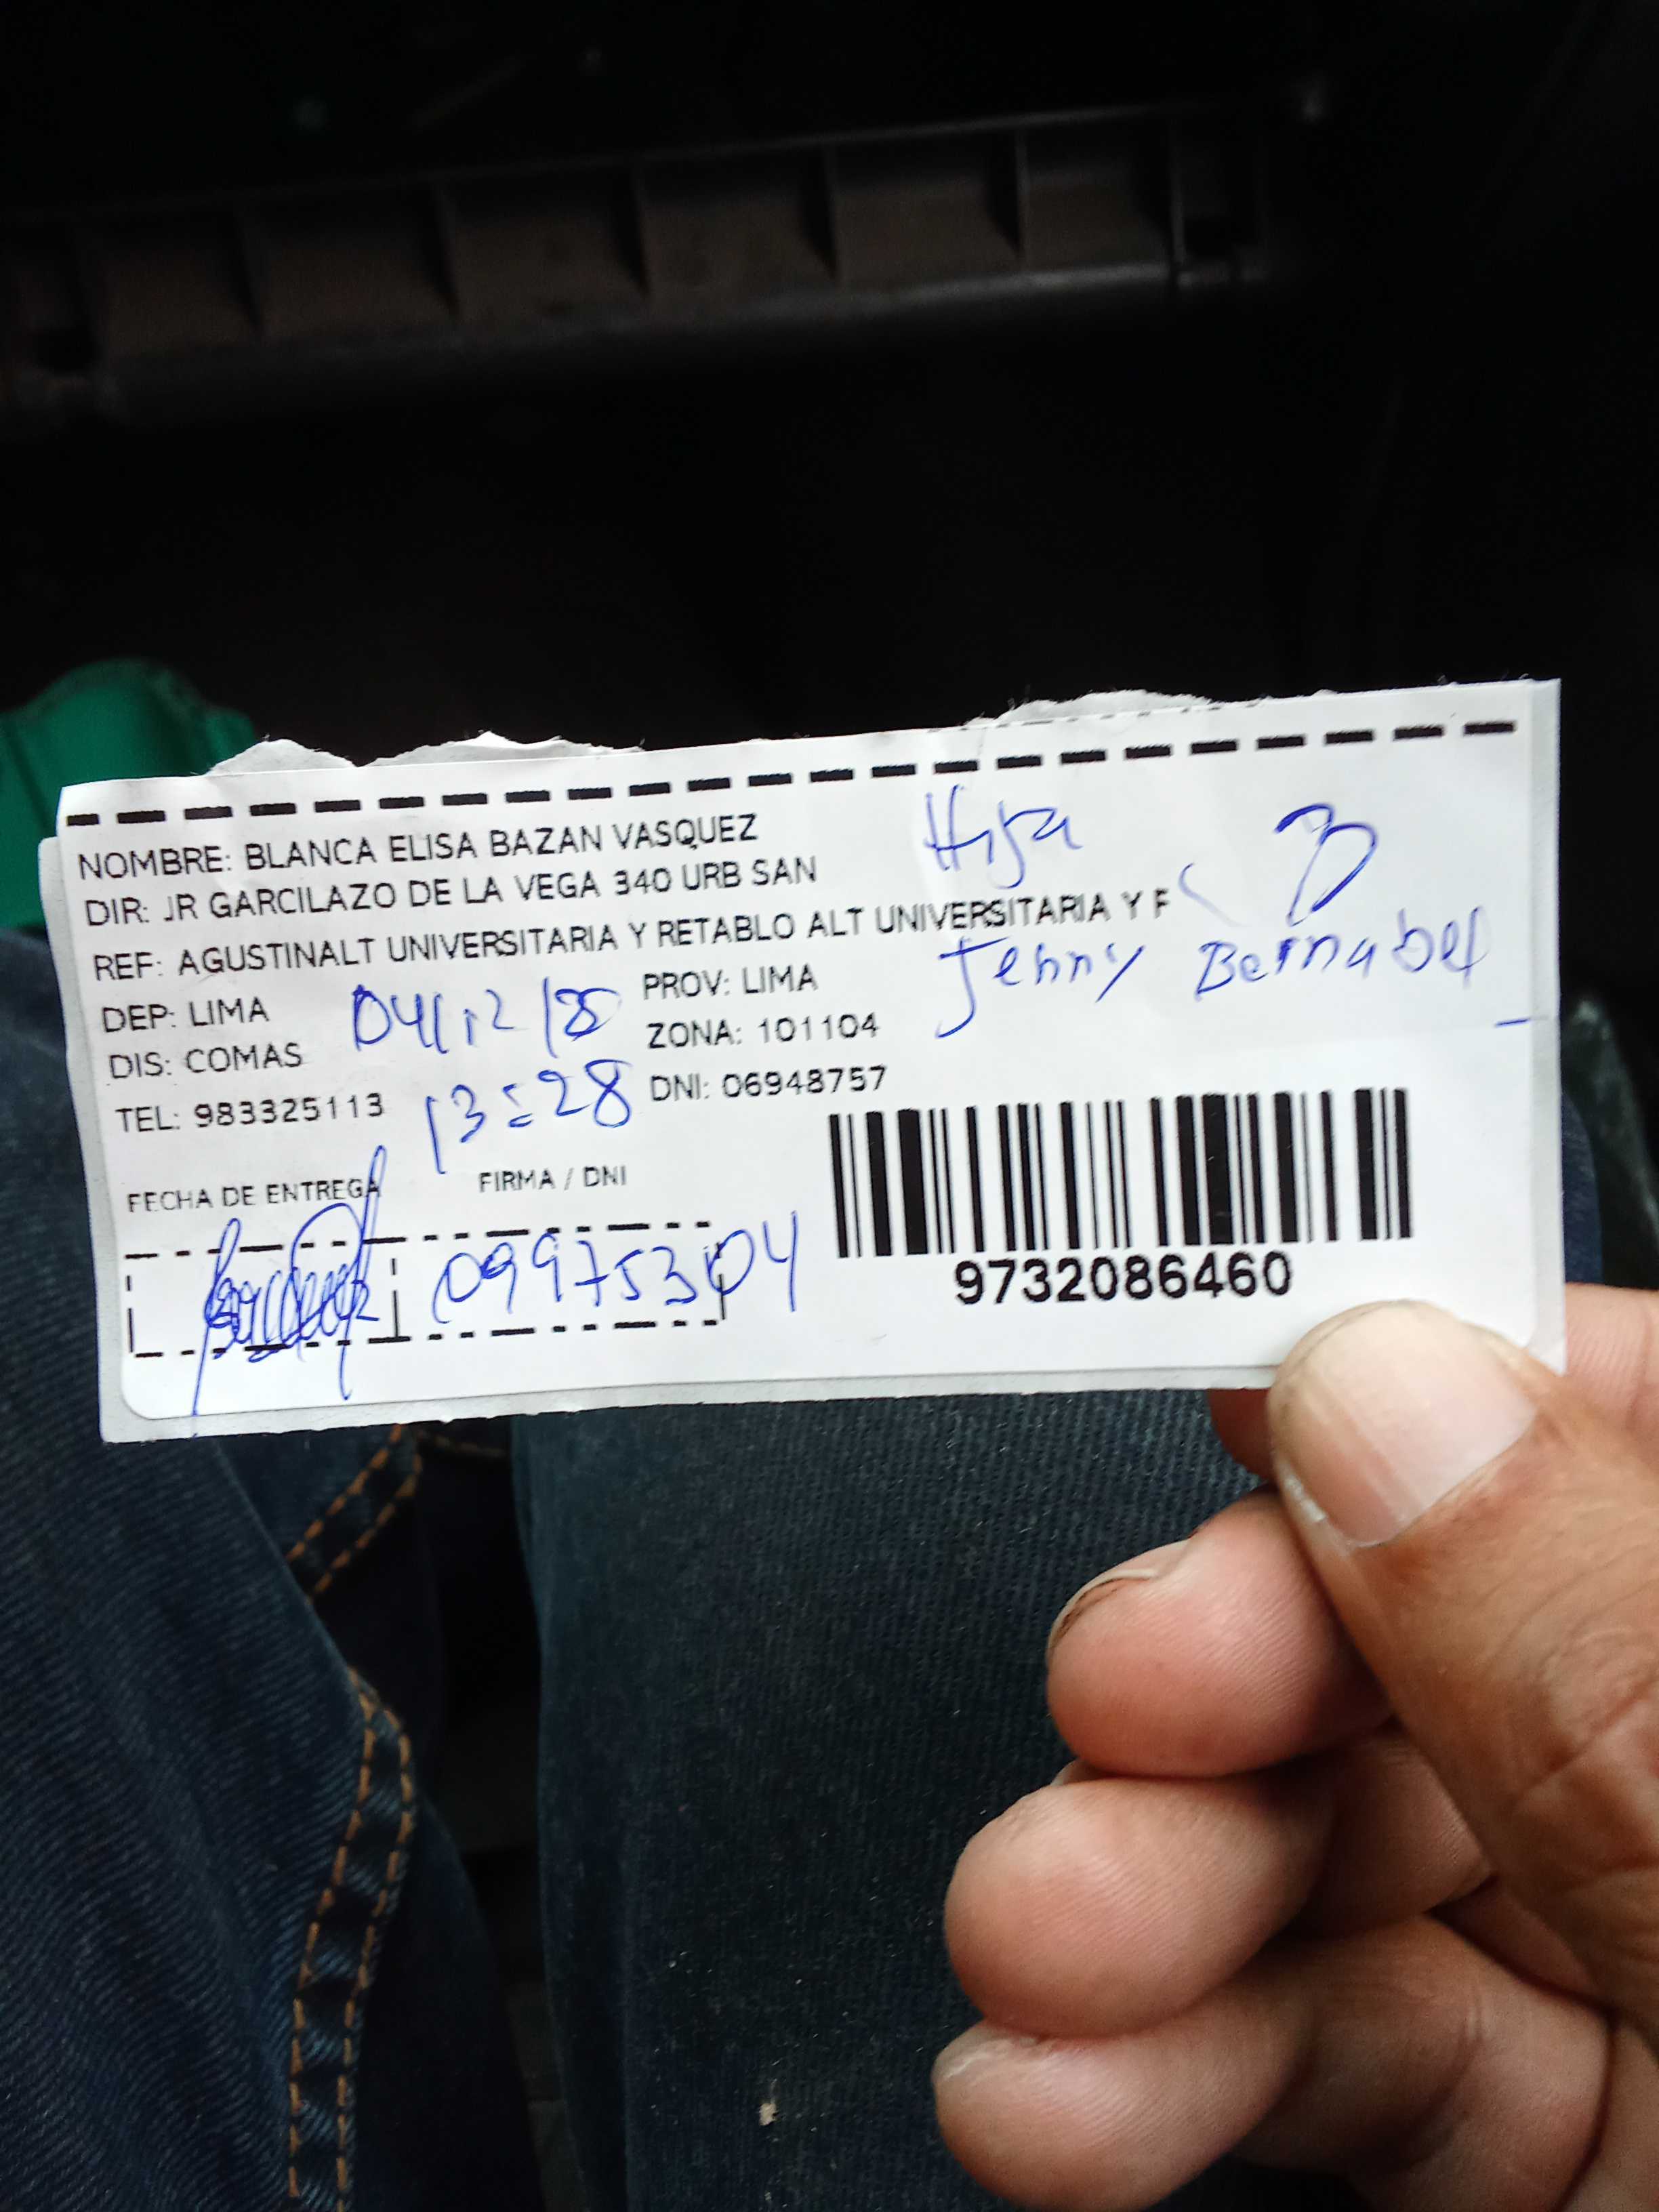 NOMBRE: BLANCA ELISA BAZAN VASQUEZ
Hija
DIR: JR GARCILAZO DE LA VEGA 340 URB SAN
REF: AGUSTINALT UNIVERSITARIA Y RETABLO ALT UNIVERSITARIA Y F
Jenny Bernabel
DEP: LIMA
PROV: LIMA
04/12/18
DIS: COMAS
ZONA: 101104
TEL: 983325113
13:28
DNI: 06948757
FECHA DE ENTREGA
FIRMA / DNI
09975304
9732086460